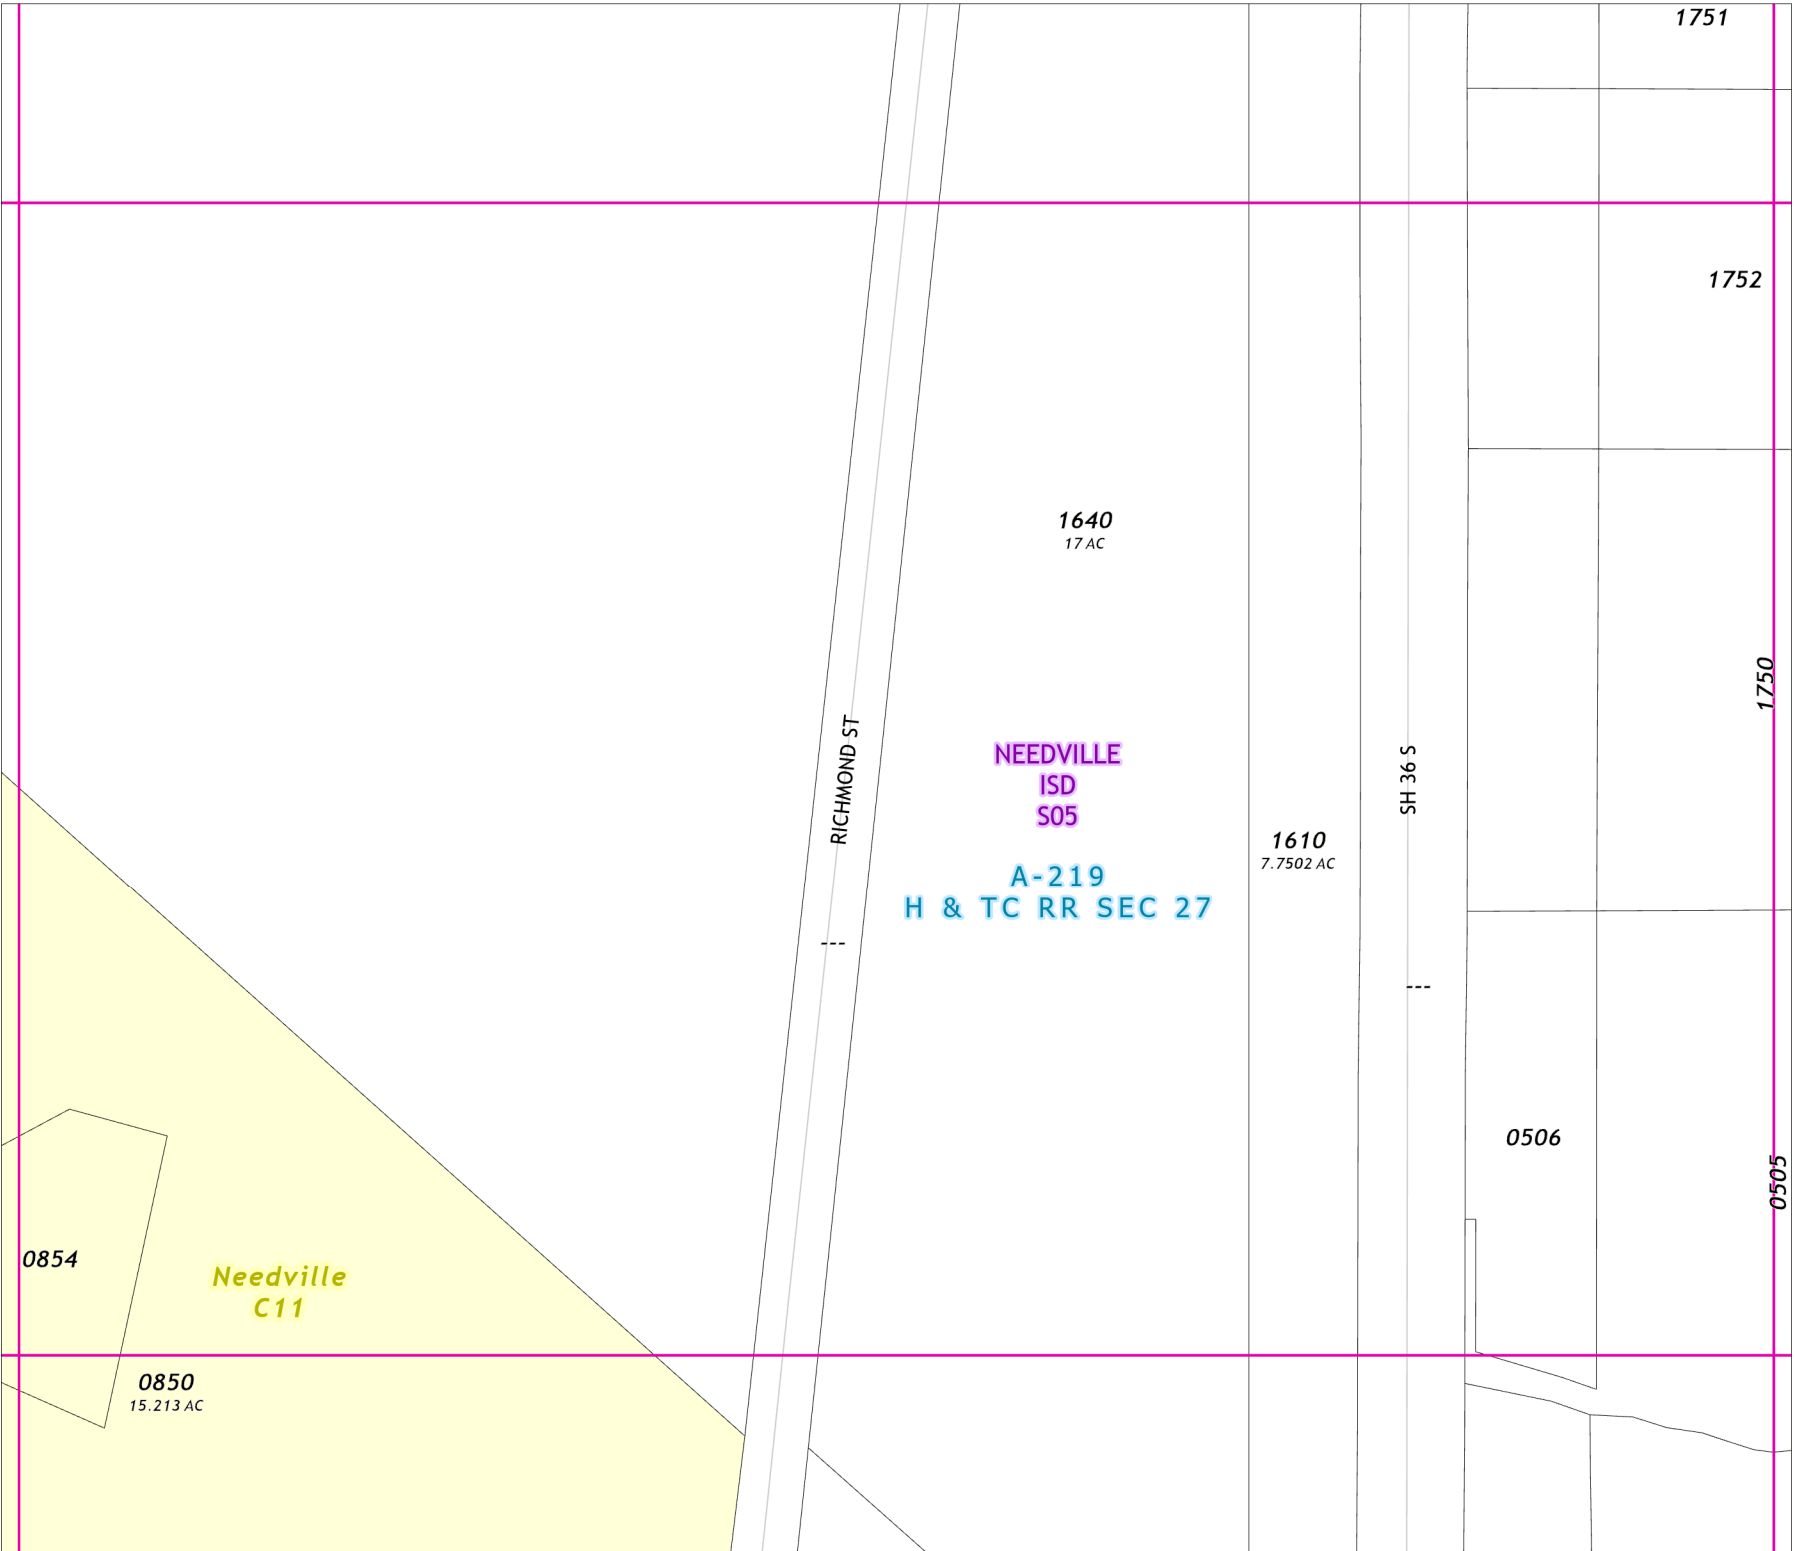 1751
1752
1640
17 AC
1750
RICHMOND ST
NEEDVILLE
ISD
S05
SH 36 S
1610
7.7502 AC
A-219
H & TC RR SEC 27
---
---
0506
0505
0854
Needville
C11
0850
15.213 AC